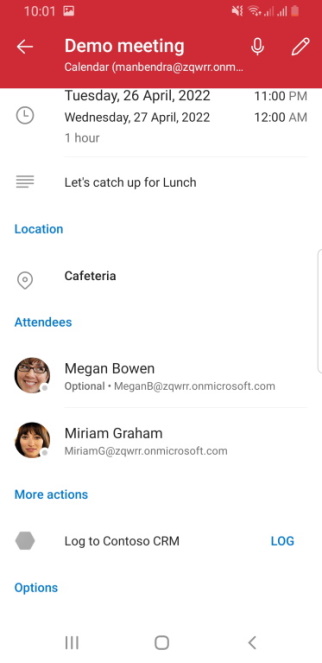 10:01
Demo meeting
Calendar (manbendra@zqwrr.onm...
Tuesday, 26 April, 2022 11:00 PM
Wednesday, 27 April, 2022 12:00 AM
1 hour
Let's catch up for Lunch
Location
Cafeteria
Attendees
Megan Bowen
Optional • MeganB@zqwrr.onmicrosoft.com
Miriam Graham
MiriamG@zqwrr.onmicrosoft.com
More actions
Log to Contoso CRM LOG
Options